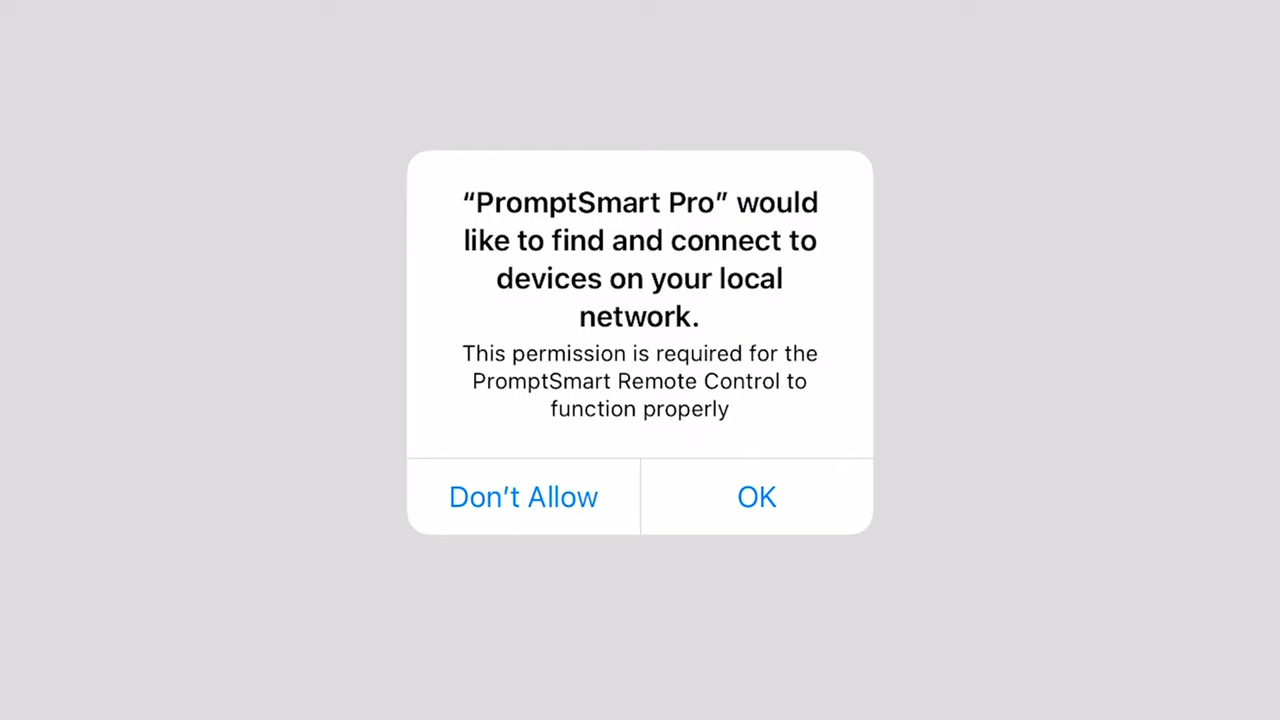 “PromptSmart Pro” would
like to find and connect to
devices on your local
network.
This permission is required for the
PromptSmart Remote Control to
function properly
Don’t Allow
OK